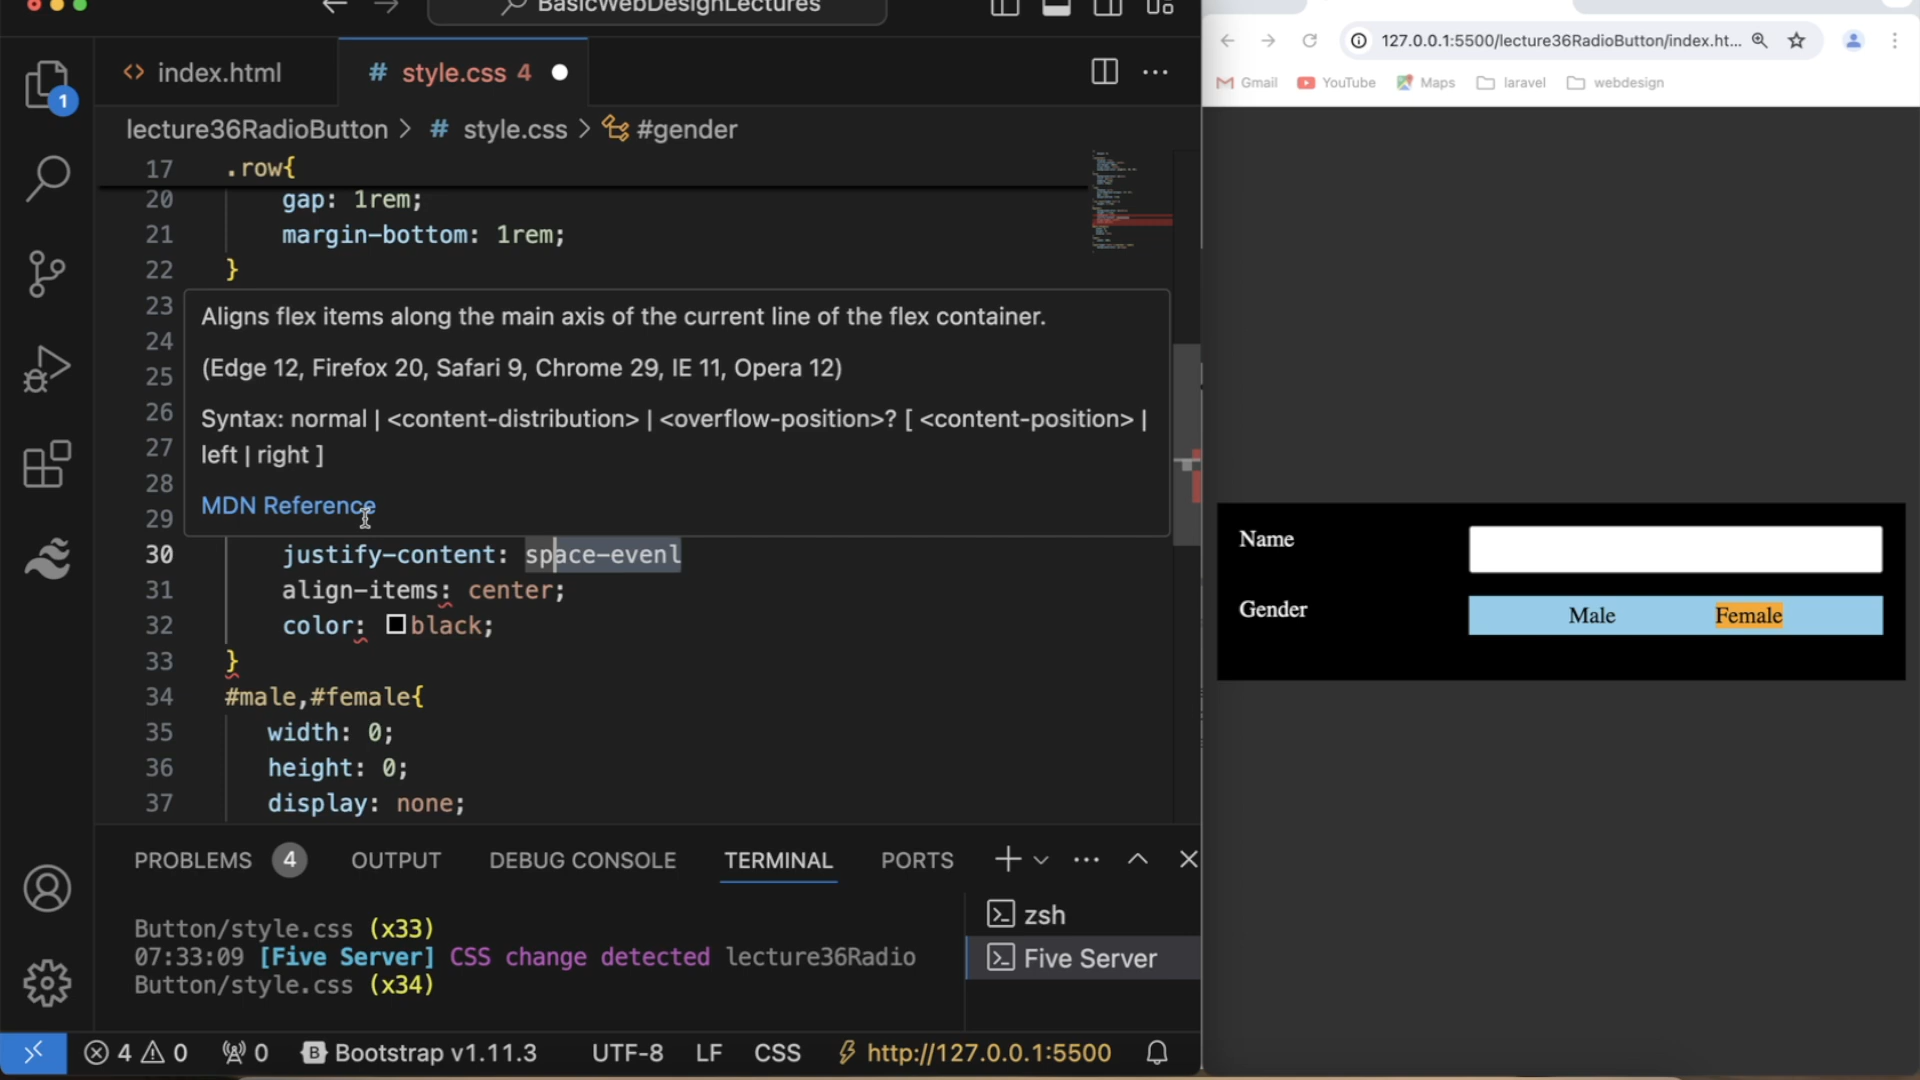 BasicWebDesignLectures
index.html
style.css 4
lecture36RadioButton > # style.css > #gender
17 .row{
20 gap: 1rem;
21 margin-bottom: 1rem;
22 }
23
24
25
26
27
28
29
Aligns flex items along the main axis of the current line of the flex container.
(Edge 12, Firefox 20, Safari 9, Chrome 29, IE 11, Opera 12)
Syntax: normal | <content-distribution> | <overflow-position>? [ <content-position> |
left | right ]
MDN Reference
30 justify-content: space-evenl
31 align-items: center;
32 color: black;
33 }
34 #male,#female{
35 width: 0;
36 height: 0;
37 display: none;
PROBLEMS 4 OUTPUT DEBUG CONSOLE TERMINAL PORTS
Button/style.css (x33)
07:33:09 [Five Server] CSS change detected lecture36Radio
Button/style.css (x34)
zsh
Five Server
4 0 0 Bootstrap v1.11.3 UTF-8 LF CSS http://127.0.0.1:5500
1
127.0.0.1:5500/lecture36RadioButton/index.ht...
Gmail YouTube Maps laravel webdesign
Name
Gender Male Female